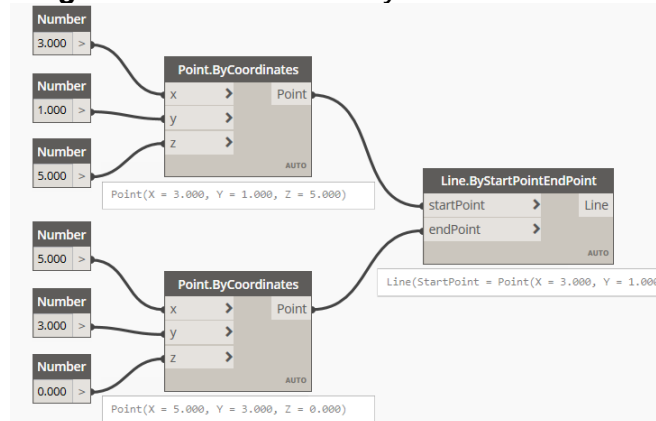 Number
3.000 >
Point.ByCoordinates
x >
Point
Number
1.000 >
y >
z >
Number
5.000 >
AUTO
Point(X = 3.000, Y = 1.000, Z = 5.000)
Line.ByStartPointEndPoint
startPoint >
Line
endPoint >
AUTO
Line(StartPoint = Point(X = 3.000, Y = 1.000
Number
5.000 >
Point.ByCoordinates
x >
Point
Number
3.000 >
y >
z >
Number
0.000 >
AUTO
Point(X = 5.000, Y = 3.000, Z = 0.000)